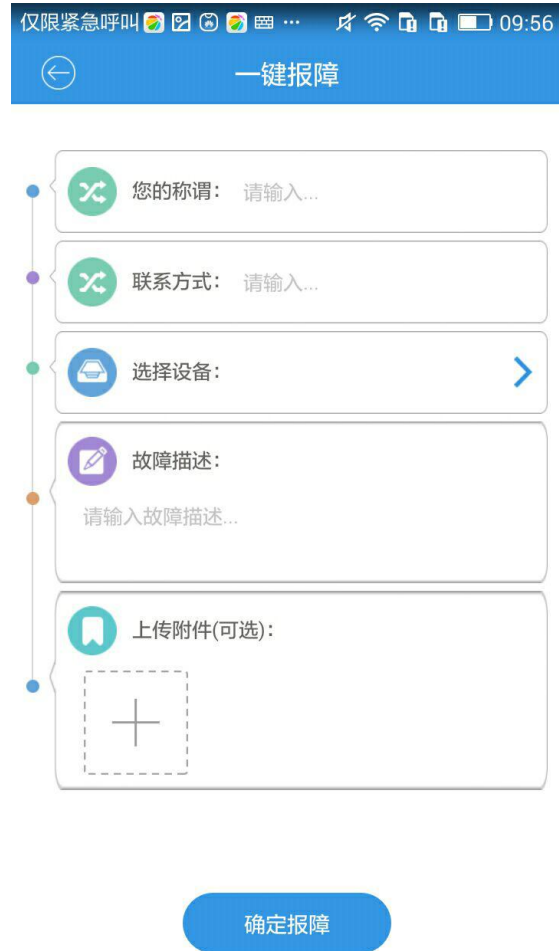 仅限紧急呼叫 ... 09:56
一键报障
您的称谓： 请输入...
联系方式： 请输入...
选择设备：
故障描述：
请输入故障描述...
上传附件(可选)：
确定报障